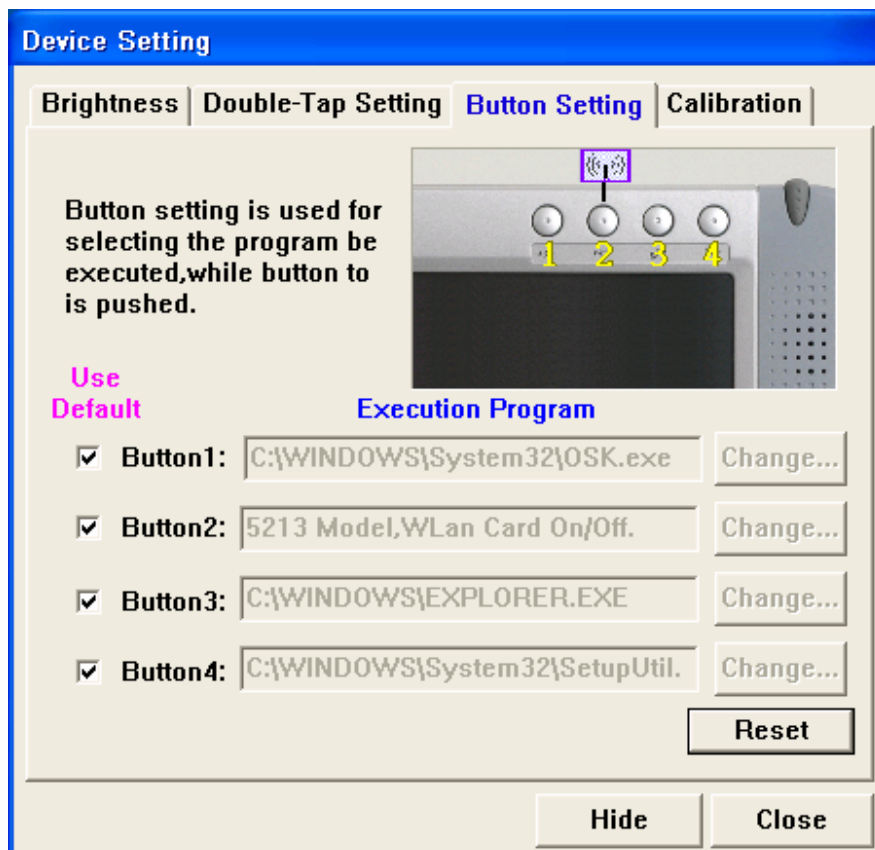 Device Setting
Brightness
Double-Tap Setting
Button Setting
Calibration
Button setting is used for
selecting the program be
executed,while button to
is pushed.
1 2 3 4
Use
Default
Execution Program
Button1: C:\WINDOWS\System32\OSK.exe Change...
Button2: 5213 Model,WLan Card On/Off. Change...
Button3: C:\WINDOWS\EXPLORER.EXE Change...
Button4: C:\WINDOWS\System32\SetupUtil. Change...
Reset
Hide Close